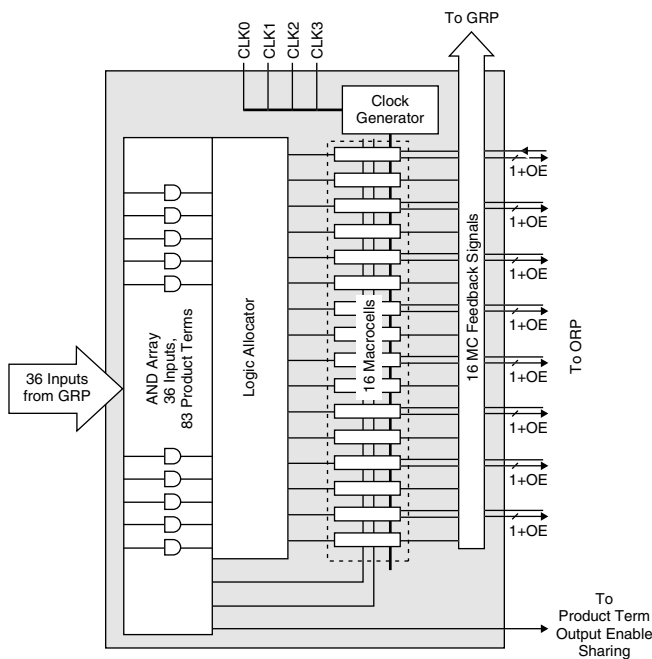 To GRP
CLK0
CLK1
CLK2
CLK3
Clock
Generator
36 Inputs
from GRP
AND Array
36 Inputs,
83 Product Terms
Logic Allocator
16 Macrocells
16 MC Feedback Signals
1+OE
1+OE
1+OE
1+OE
1+OE
1+OE
1+OE
1+OE
To ORP
To
Product Term
Output Enable
Sharing